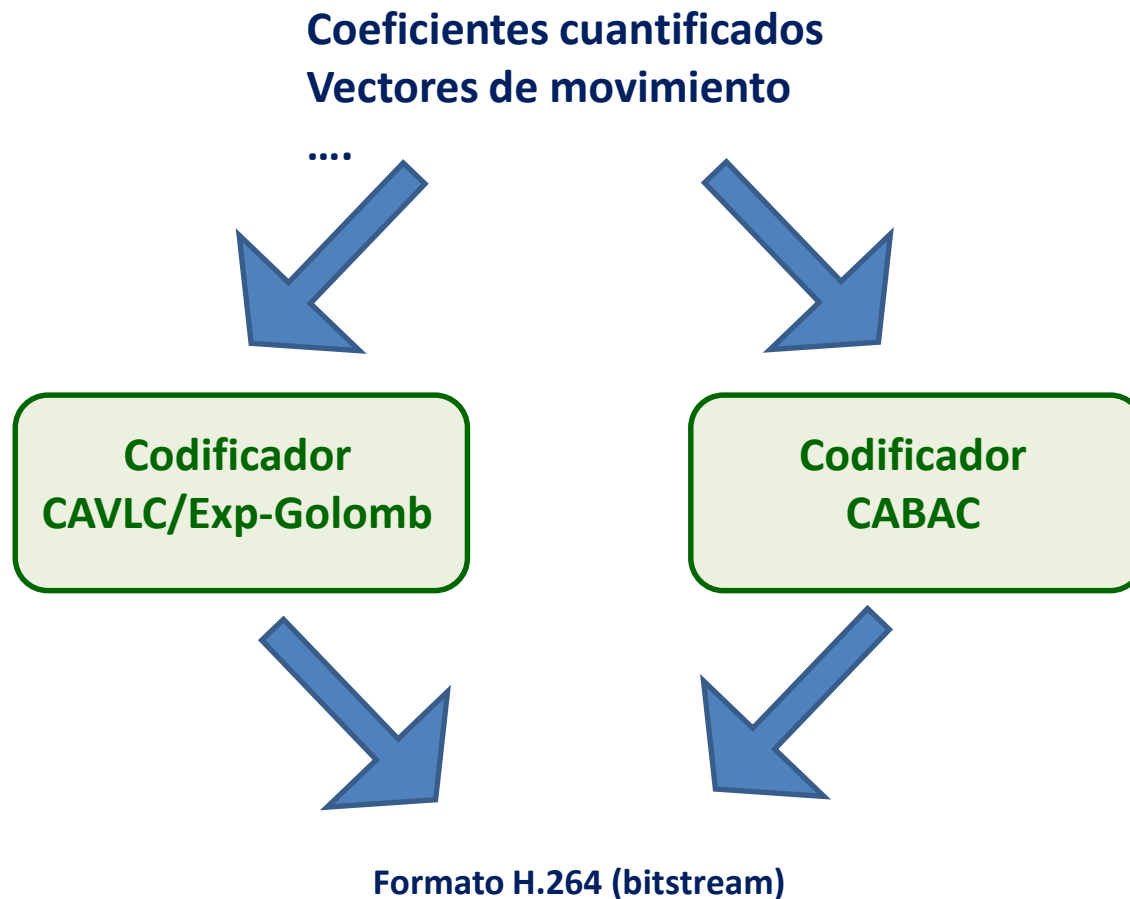 Coeficientes cuantificados
Vectores de movimiento
....
Codificador
CAVLC/Exp-Golomb
Codificador
CABAC
Formato H.264 (bitstream)